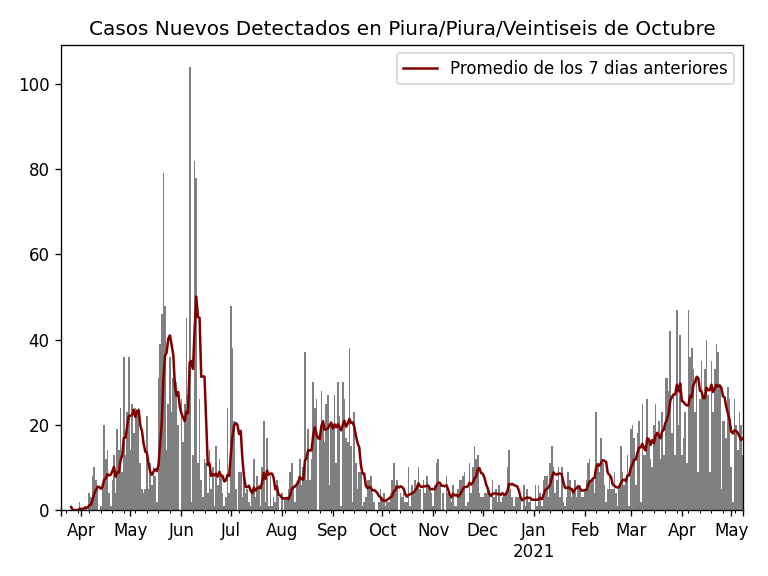 Casos Nuevos Detectados en Piura/Piura/Veintiseis de Octubre
Promedio de los 7 dias anteriores
100
80
60
40
20
0
Apr May Jun Jul Aug Sep Oct Nov Dec Jan Feb Mar Apr May
2021